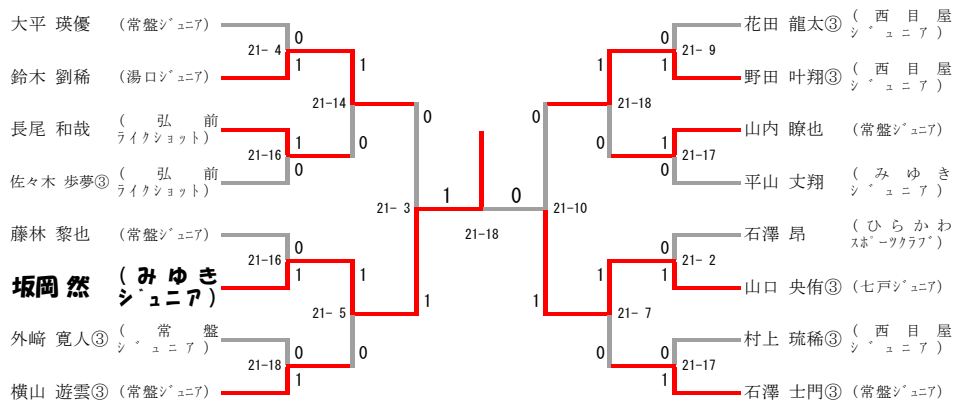 大平 瑛優 (常盤ジュニア)
0
21- 4
1
鈴木 劉稀 (湯口ジュニア)
1
21-14
0
長尾 和哉 (弘前ライクショット)
1
21-16
0
佐々木 歩夢③ (弘前ライクショット)
0
21- 3
1
藤林 黎也 (常盤ジュニア)
0
21-16
1
坂岡 然 (みゆきジュニア)
1
21- 5
0
外﨑 寛人③ (常盤ジュニア)
0
21-18
1
横山 遊雲③ (常盤ジュニア)
1
0
21-18
花田 龍太③ (西目屋ジュニア)
0
21- 9
1
野田 叶翔③ (西目屋ジュニア)
1
21-18
0
山内 瞭也 (常盤ジュニア)
1
21-17
0
平山 丈翔 (みゆきジュニア)
0
21-10
1
石澤 昂 (ひらかわスポーツクラブ)
0
21- 2
1
山口 央侑③ (七戸ジュニア)
1
21- 7
0
村上 琉稀③ (西目屋ジュニア)
0
21-17
1
石澤 士門③ (常盤ジュニア)